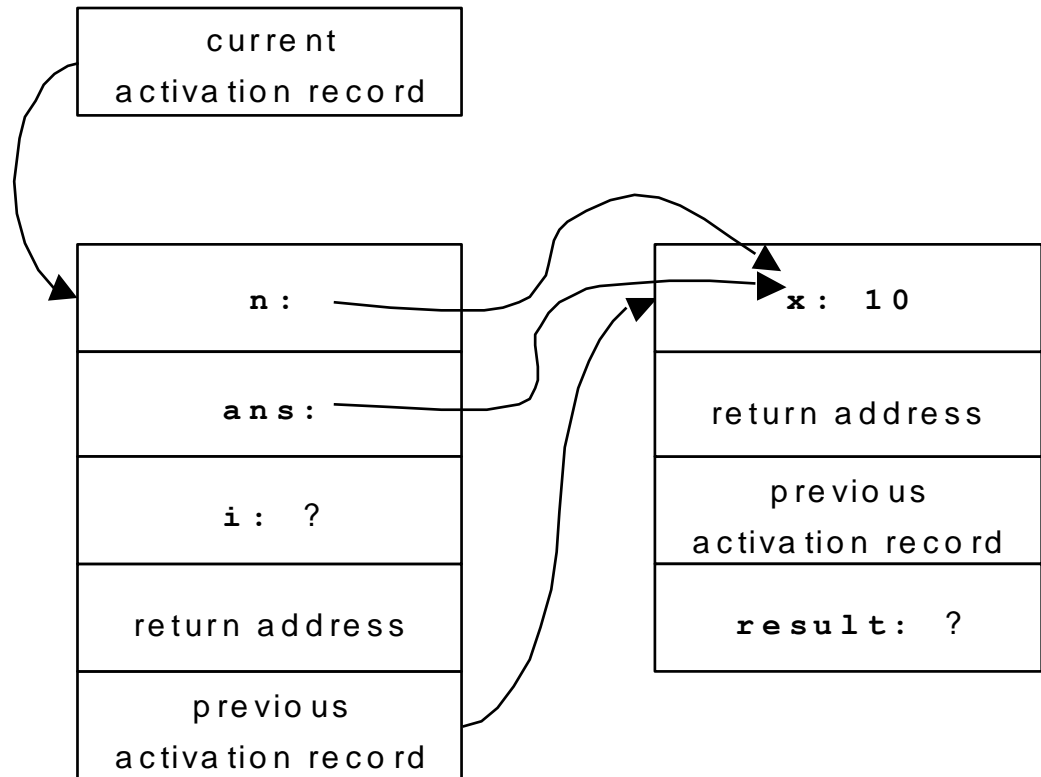 current
activation record
n:
ans:
i: ?
return address
previous
activation record
x: 10
return address
previous
activation record
result: ?